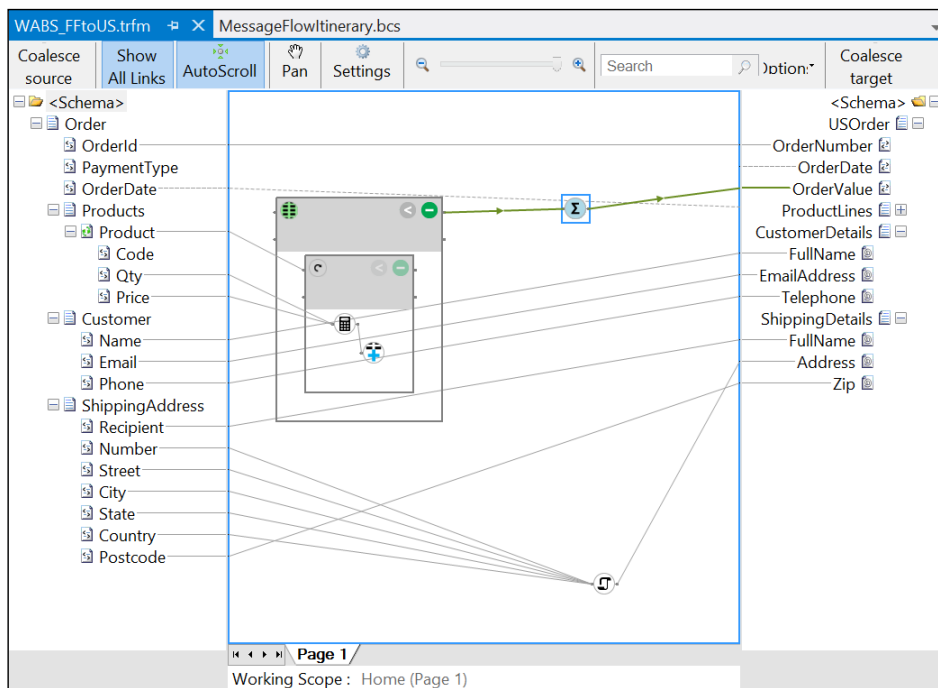 WABS_FFtoUS.trfm MessageFlowItinerary.bcs
Coalesce source Show All Links AutoScroll Pan Settings Search Option: Coalesce target
<Schema> <Schema>
Order USOrder
OrderId OrderNumber
PaymentType OrderDate
OrderDate OrderValue
Products ProductLines
Product CustomerDetails
Code FullName
Qty EmailAddress
Price Telephone
Customer ShippingDetails
Name FullName
Email Address
Phone Zip
ShippingAddress
Recipient
Number
Street
City
State
Country
Postcode
Page 1
Working Scope : Home (Page 1)